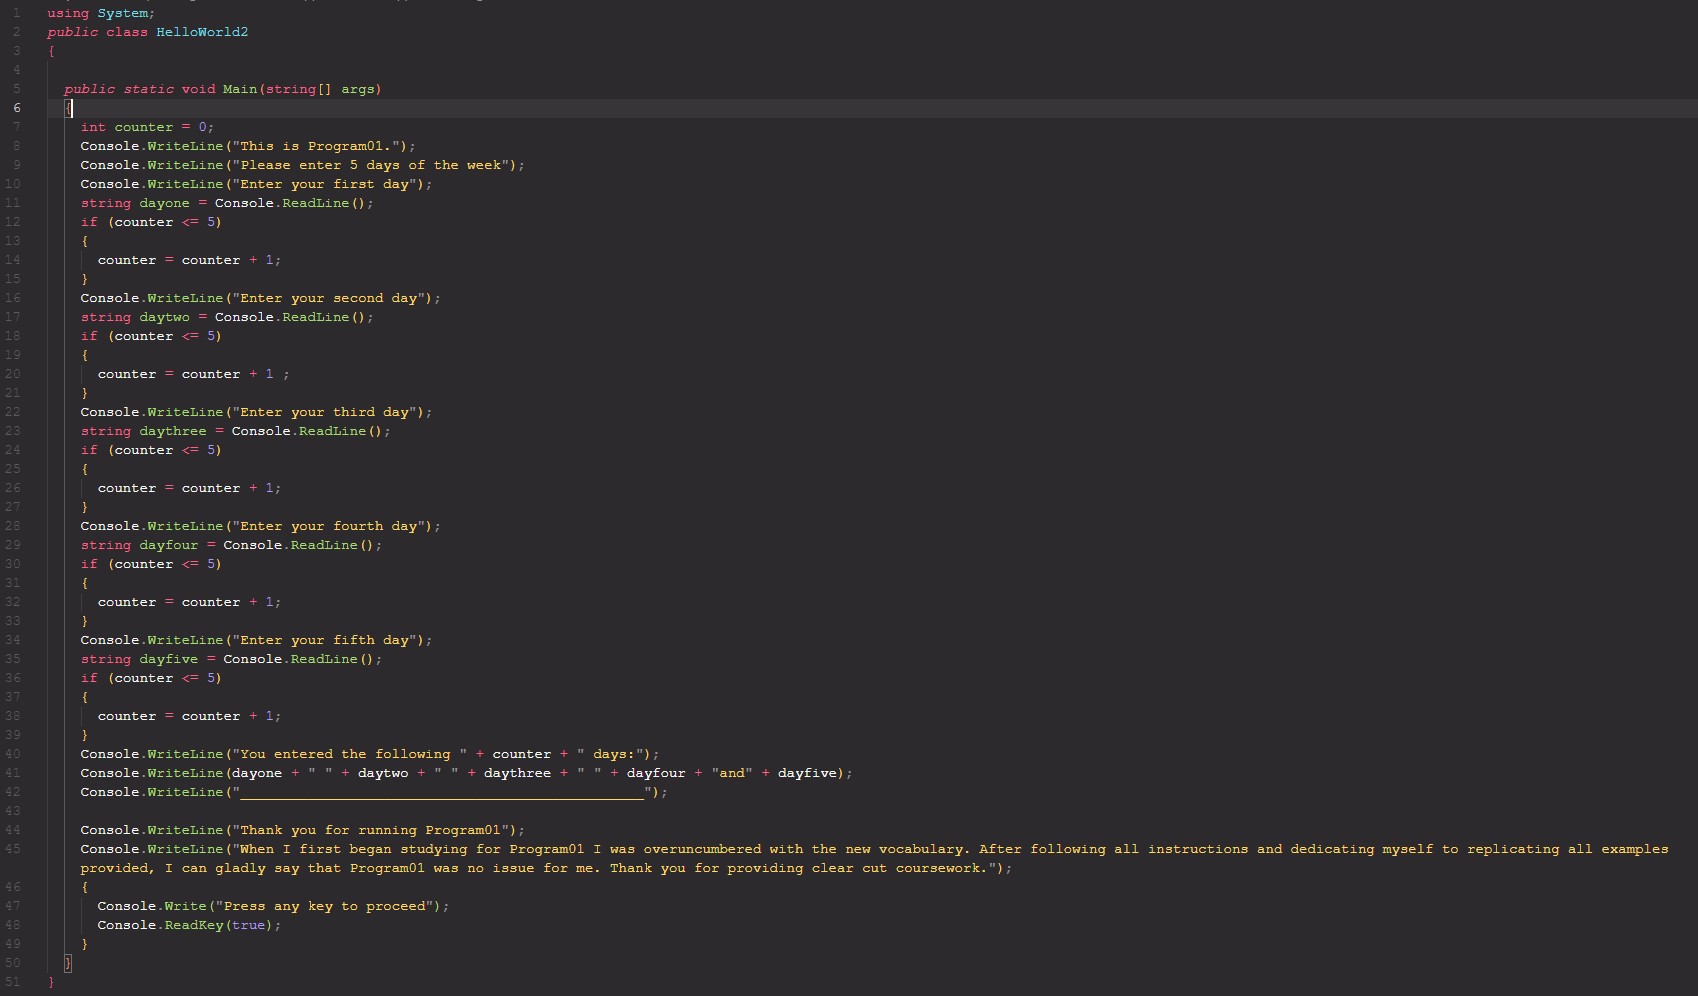 1 using System;
2 public class HelloWorld2
3 {
4
5 public static void Main(string[] args)
6 {
7 int counter = 0;
8 Console.WriteLine("This is Program01.");
9 Console.WriteLine("Please enter 5 days of the week");
10 Console.WriteLine("Enter your first day");
11 string dayone = Console.ReadLine();
12 if (counter <= 5)
13 {
14 counter = counter + 1;
15 }
16 Console.WriteLine("Enter your second day");
17 string daytwo = Console.ReadLine();
18 if (counter <= 5)
19 {
20 counter = counter + 1 ;
21 }
22 Console.WriteLine("Enter your third day");
23 string daythree = Console.ReadLine();
24 if (counter <= 5)
25 {
26 counter = counter + 1;
27 }
28 Console.WriteLine("Enter your fourth day");
29 string dayfour = Console.ReadLine();
30 if (counter <= 5)
31 {
32 counter = counter + 1;
33 }
34 Console.WriteLine("Enter your fifth day");
35 string dayfive = Console.ReadLine();
36 if (counter <= 5)
37 {
38 counter = counter + 1;
39 }
40 Console.WriteLine("You entered the following " + counter + " days:");
41 Console.WriteLine(dayone + " " + daytwo + " " + daythree + " " + dayfour + "and" + dayfive);
42 Console.WriteLine("________________________________________________");
43
44 Console.WriteLine("Thank you for running Program01");
45 Console.WriteLine("When I first began studying for Program01 I was overuncumbered with the new vocabulary. After following all instructions and dedicating myself to replicating all examples
provided, I can gladly say that Program01 was no issue for me. Thank you for providing clear cut coursework.");
46 {
47 Console.Write("Press any key to proceed");
48 Console.ReadKey(true);
49 }
50 }
51 }